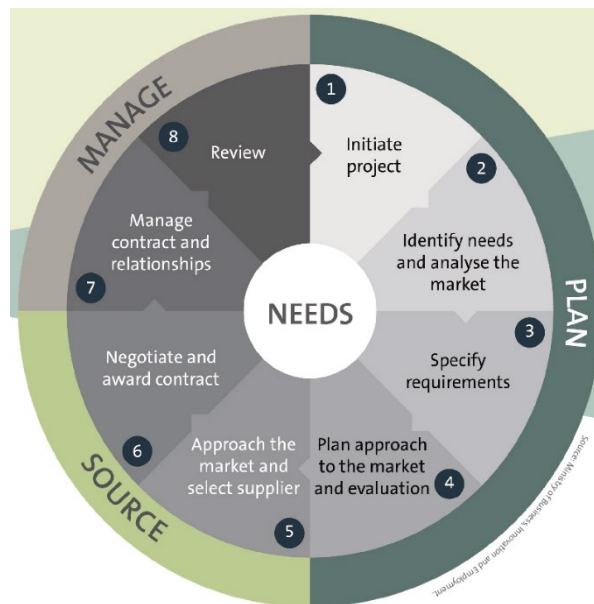 MANAGE
PLAN
SOURCE
NEEDS
1
Initiate
project
2
Identify needs
and analyse the
market
3
Specify
requirements
4
Plan approach
to the market
and evaluation
5
Approach the
market and
select supplier
6
Negotiate and
award contract
7
Manage
contract and
relationships
8
Review
Source: Ministry of Business, Innovation and Employment.